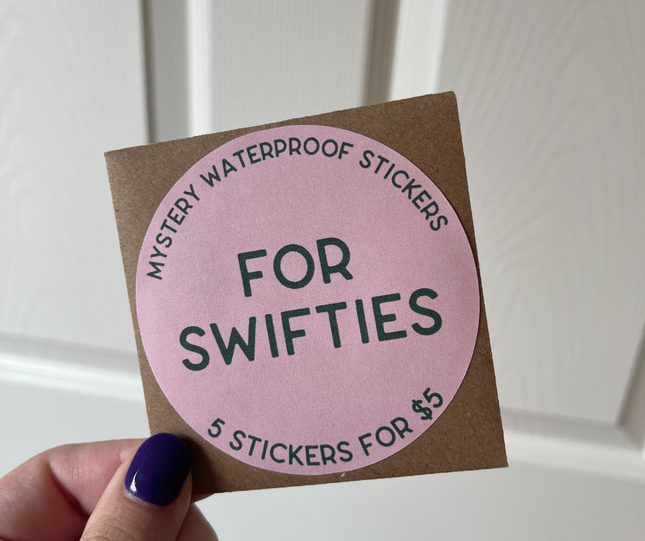 MYSTERY WATERPROOF STICKERS
FOR
SWIFTIES
5 STICKERS FOR $5